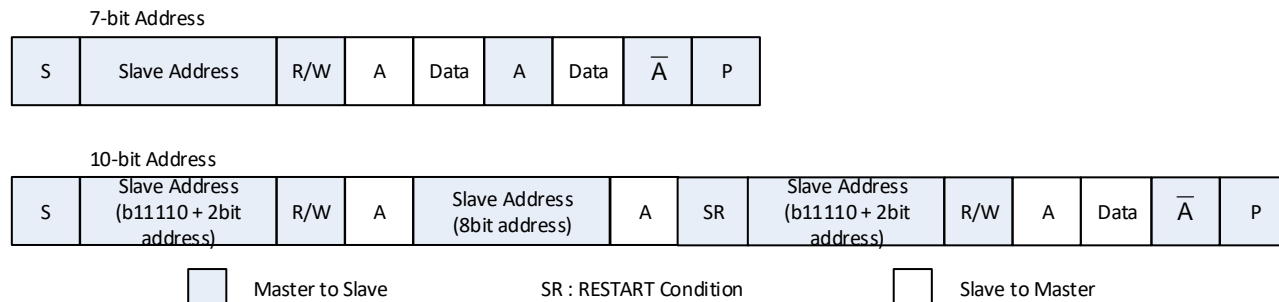 7-bit Address
S Slave Address R/W A Data A Data A̅ P
10-bit Address
S Slave Address (b11110 + 2bit address) R/W A Slave Address (8bit address) A SR Slave Address (b11110 + 2bit address) R/W A Data A̅ P
Master to Slave SR : RESTART Condition Slave to Master